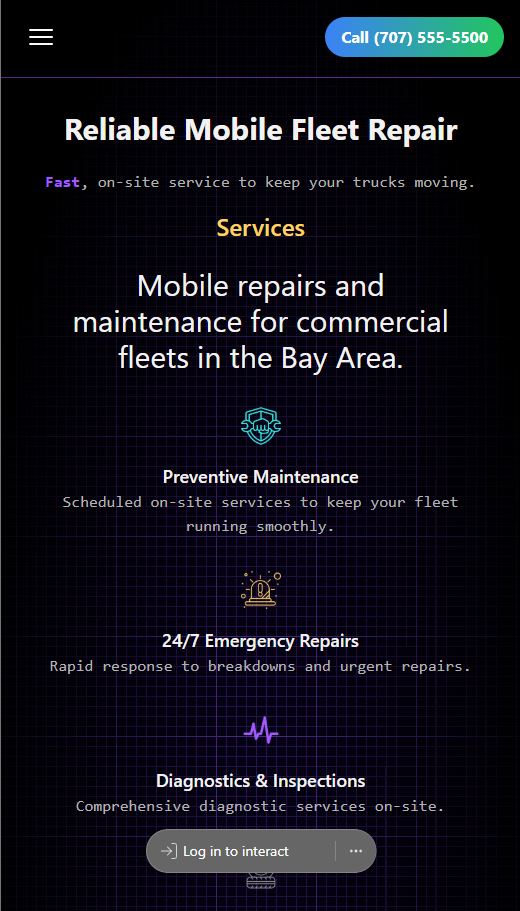 Call (707) 555-5500
Reliable Mobile Fleet Repair
Fast, on-site service to keep your trucks moving.
Services
Mobile repairs and
maintenance for commercial
fleets in the Bay Area.
Preventive Maintenance
Scheduled on-site services to keep your fleet
running smoothly.
24/7 Emergency Repairs
Rapid response to breakdowns and urgent repairs.
Diagnostics & Inspections
Comprehensive diagnostic services on-site.
Log in to interact